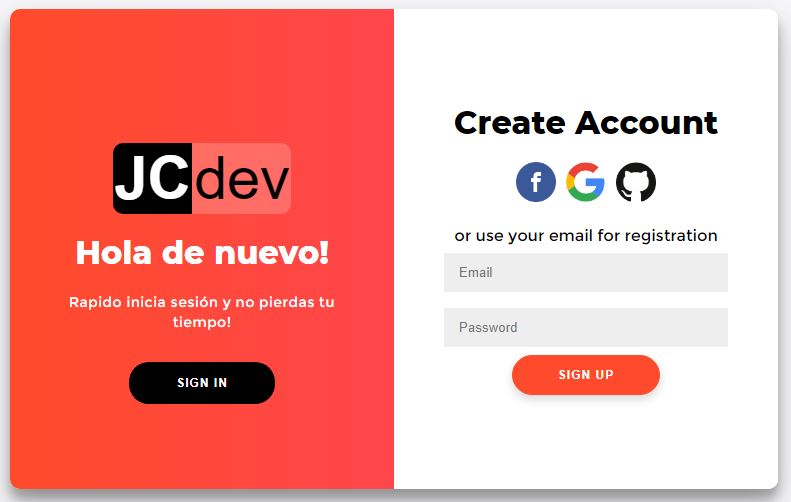 JCdev
Hola de nuevo!
Rapido inicia sesión y no pierdas tu
tiempo!
SIGN IN
Create Account
f G
or use your email for registration
Email
Password
SIGN UP